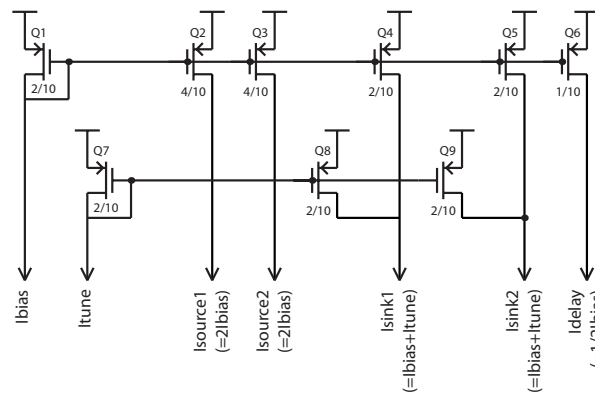 Q1
Q2
Q3
Q4
Q5
Q6
2/10
4/10
4/10
2/10
2/10
1/10
Q7
Q8
Q9
2/10
2/10
2/10
Ibias
Itune
Isource1
(=2Ibias)
Isource2
(=2Ibias)
Isink1
(=Ibias+Itune)
Isink2
(=Ibias+Itune)
Idelay